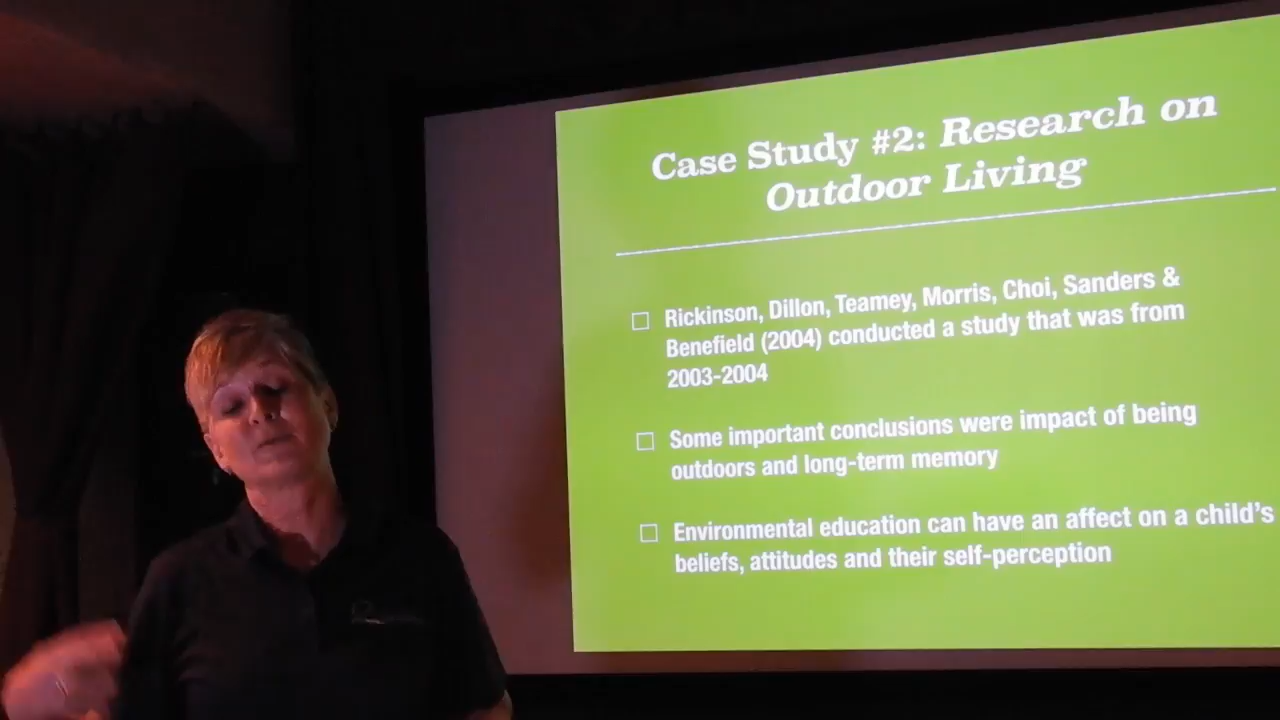 Case Study #2: Research on
Outdoor Living
Rickinson, Dillon, Teamey, Morris, Choi, Sanders &
Benefield (2004) conducted a study that was from
2003-2004
Some important conclusions were impact of being
outdoors and long-term memory
Environmental education can have an affect on a child's
beliefs, attitudes and their self-perception